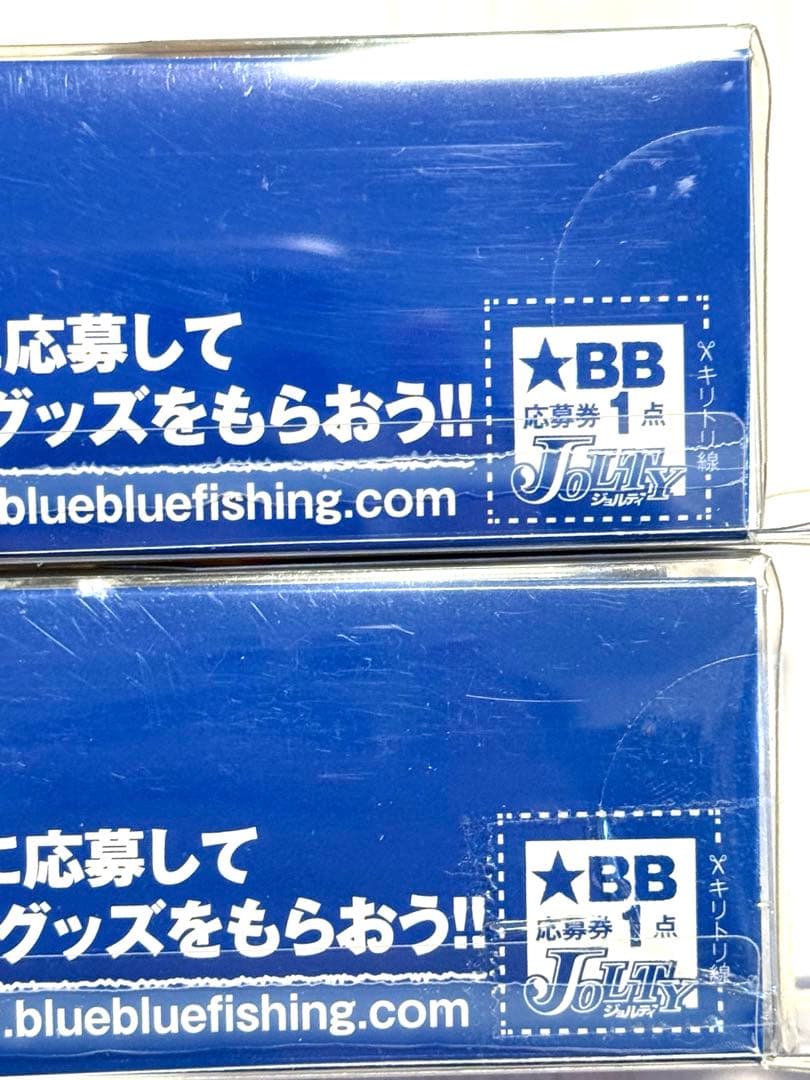 応募して
グッズをもらおう!!
bluebluefishing.com
★BB
応募券1点
JOLTY
ジョルティ
✂キリトリ線
に応募して
グッズをもらおう!!
.bluebluefishing.com
★BB
応募券1点
JOLTY
ジョルティ
✂キリトリ線